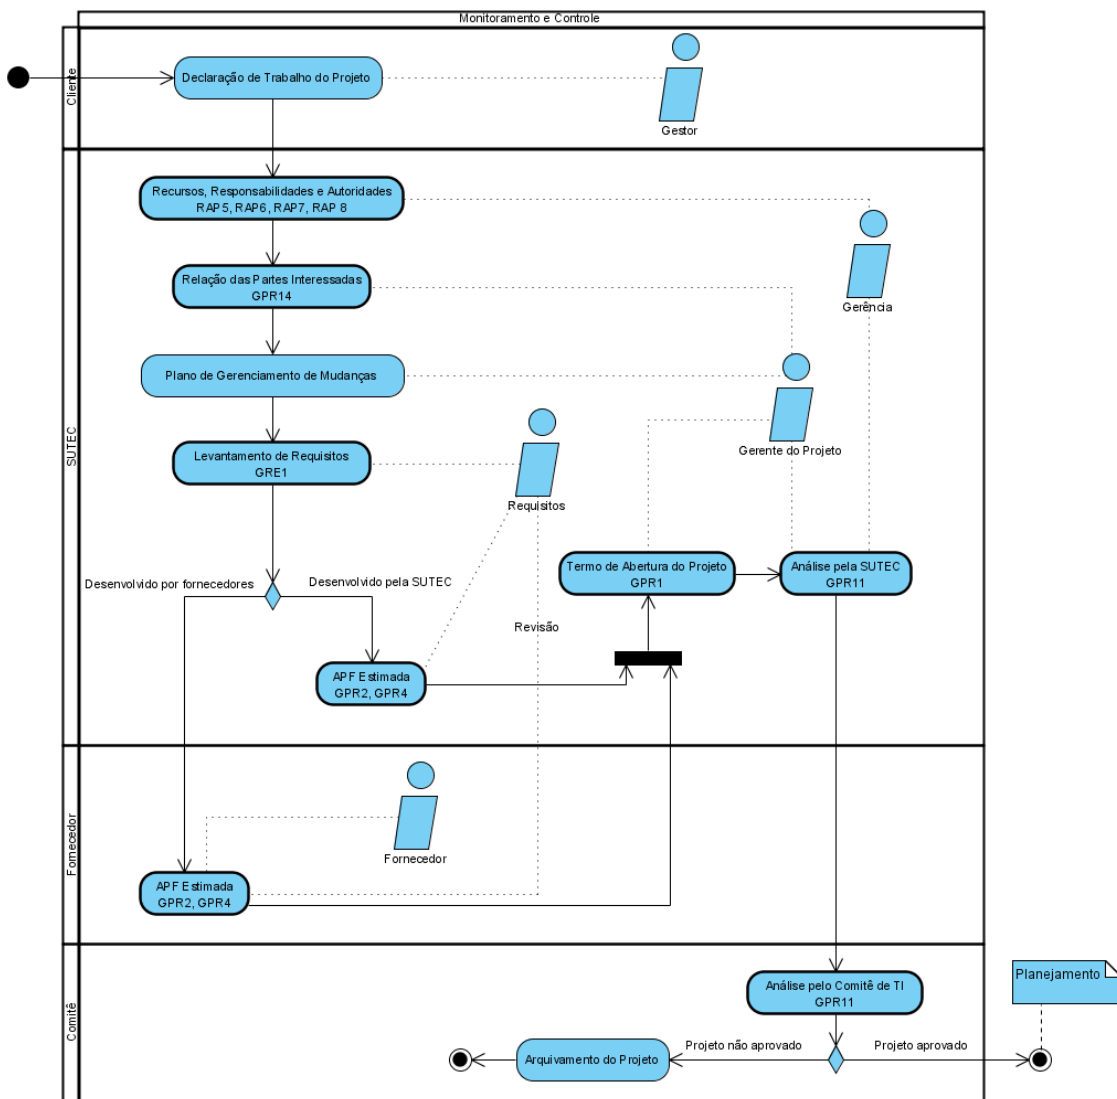 Monitoramento e Controle
Cliente
Declaração de Trabalho do Projeto
Gestor
SUTEC
Recursos, Responsabilidades e Autoridades
RAP5, RAP6, RAP7, RAP 8
Gerência
Relação das Partes Interessadas
GPR14
Plano de Gerenciamento de Mudanças
Gerente do Projeto
Levantamento de Requisitos
GRE1
Requisitos
Desenvolvido por fornecedores
Desenvolvido pela SUTEC
Termo de Abertura do Projeto
GPR1
Análise pela SUTEC
GPR11
Revisão
APF Estimada
GPR2, GPR4
Fornecedor
Fornecedor
APF Estimada
GPR2, GPR4
Comitê
Análise pelo Comitê de TI
GPR11
Planejamento
Projeto não aprovado
Projeto aprovado
Arquivamento do Projeto